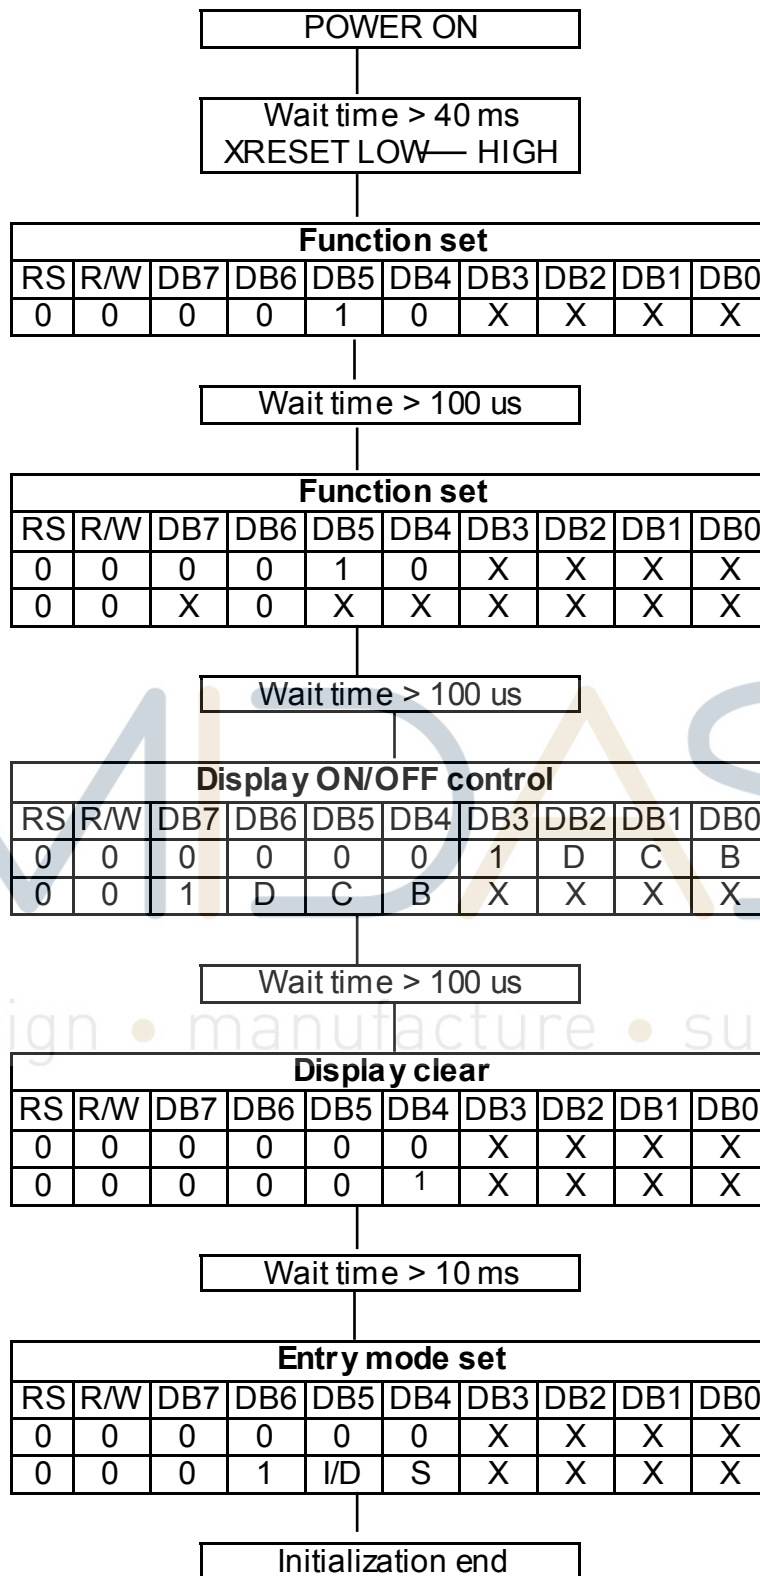 POWER ON
Wait time > 40 ms
XRESET LOW — HIGH
Function set
RS R/W DB7 DB6 DB5 DB4 DB3 DB2 DB1 DB0
0 0 0 0 1 0 X X X X
Wait time > 100 us
Function set
RS R/W DB7 DB6 DB5 DB4 DB3 DB2 DB1 DB0
0 0 0 0 1 0 X X X X
0 0 X 0 X X X X X X
Wait time > 100 us
Display ON/OFF control
RS R/W DB7 DB6 DB5 DB4 DB3 DB2 DB1 DB0
0 0 0 0 0 0 1 D C B
0 0 1 D C B X X X X
Wait time > 100 us
MIDAS
ign • manufacture • su
Display clear
RS R/W DB7 DB6 DB5 DB4 DB3 DB2 DB1 DB0
0 0 0 0 0 0 X X X X
0 0 0 0 0 1 X X X X
Wait time > 10 ms
Entry mode set
RS R/W DB7 DB6 DB5 DB4 DB3 DB2 DB1 DB0
0 0 0 0 0 0 X X X X
0 0 0 1 I/D S X X X X
Initialization end